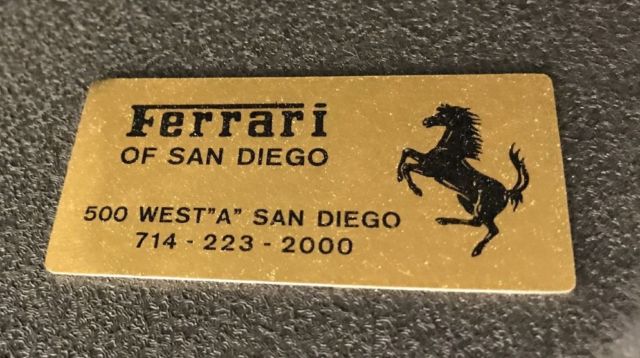 Ferrari
OF SAN DIEGO
500 WEST"A" SAN DIEGO
714 - 223 - 2000